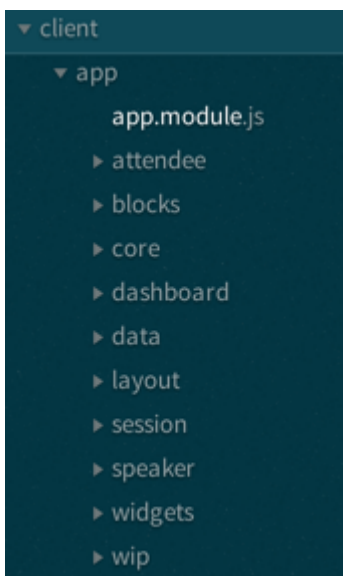 client
app
app.module.js
attendee
blocks
core
dashboard
data
layout
session
speaker
widgets
wip